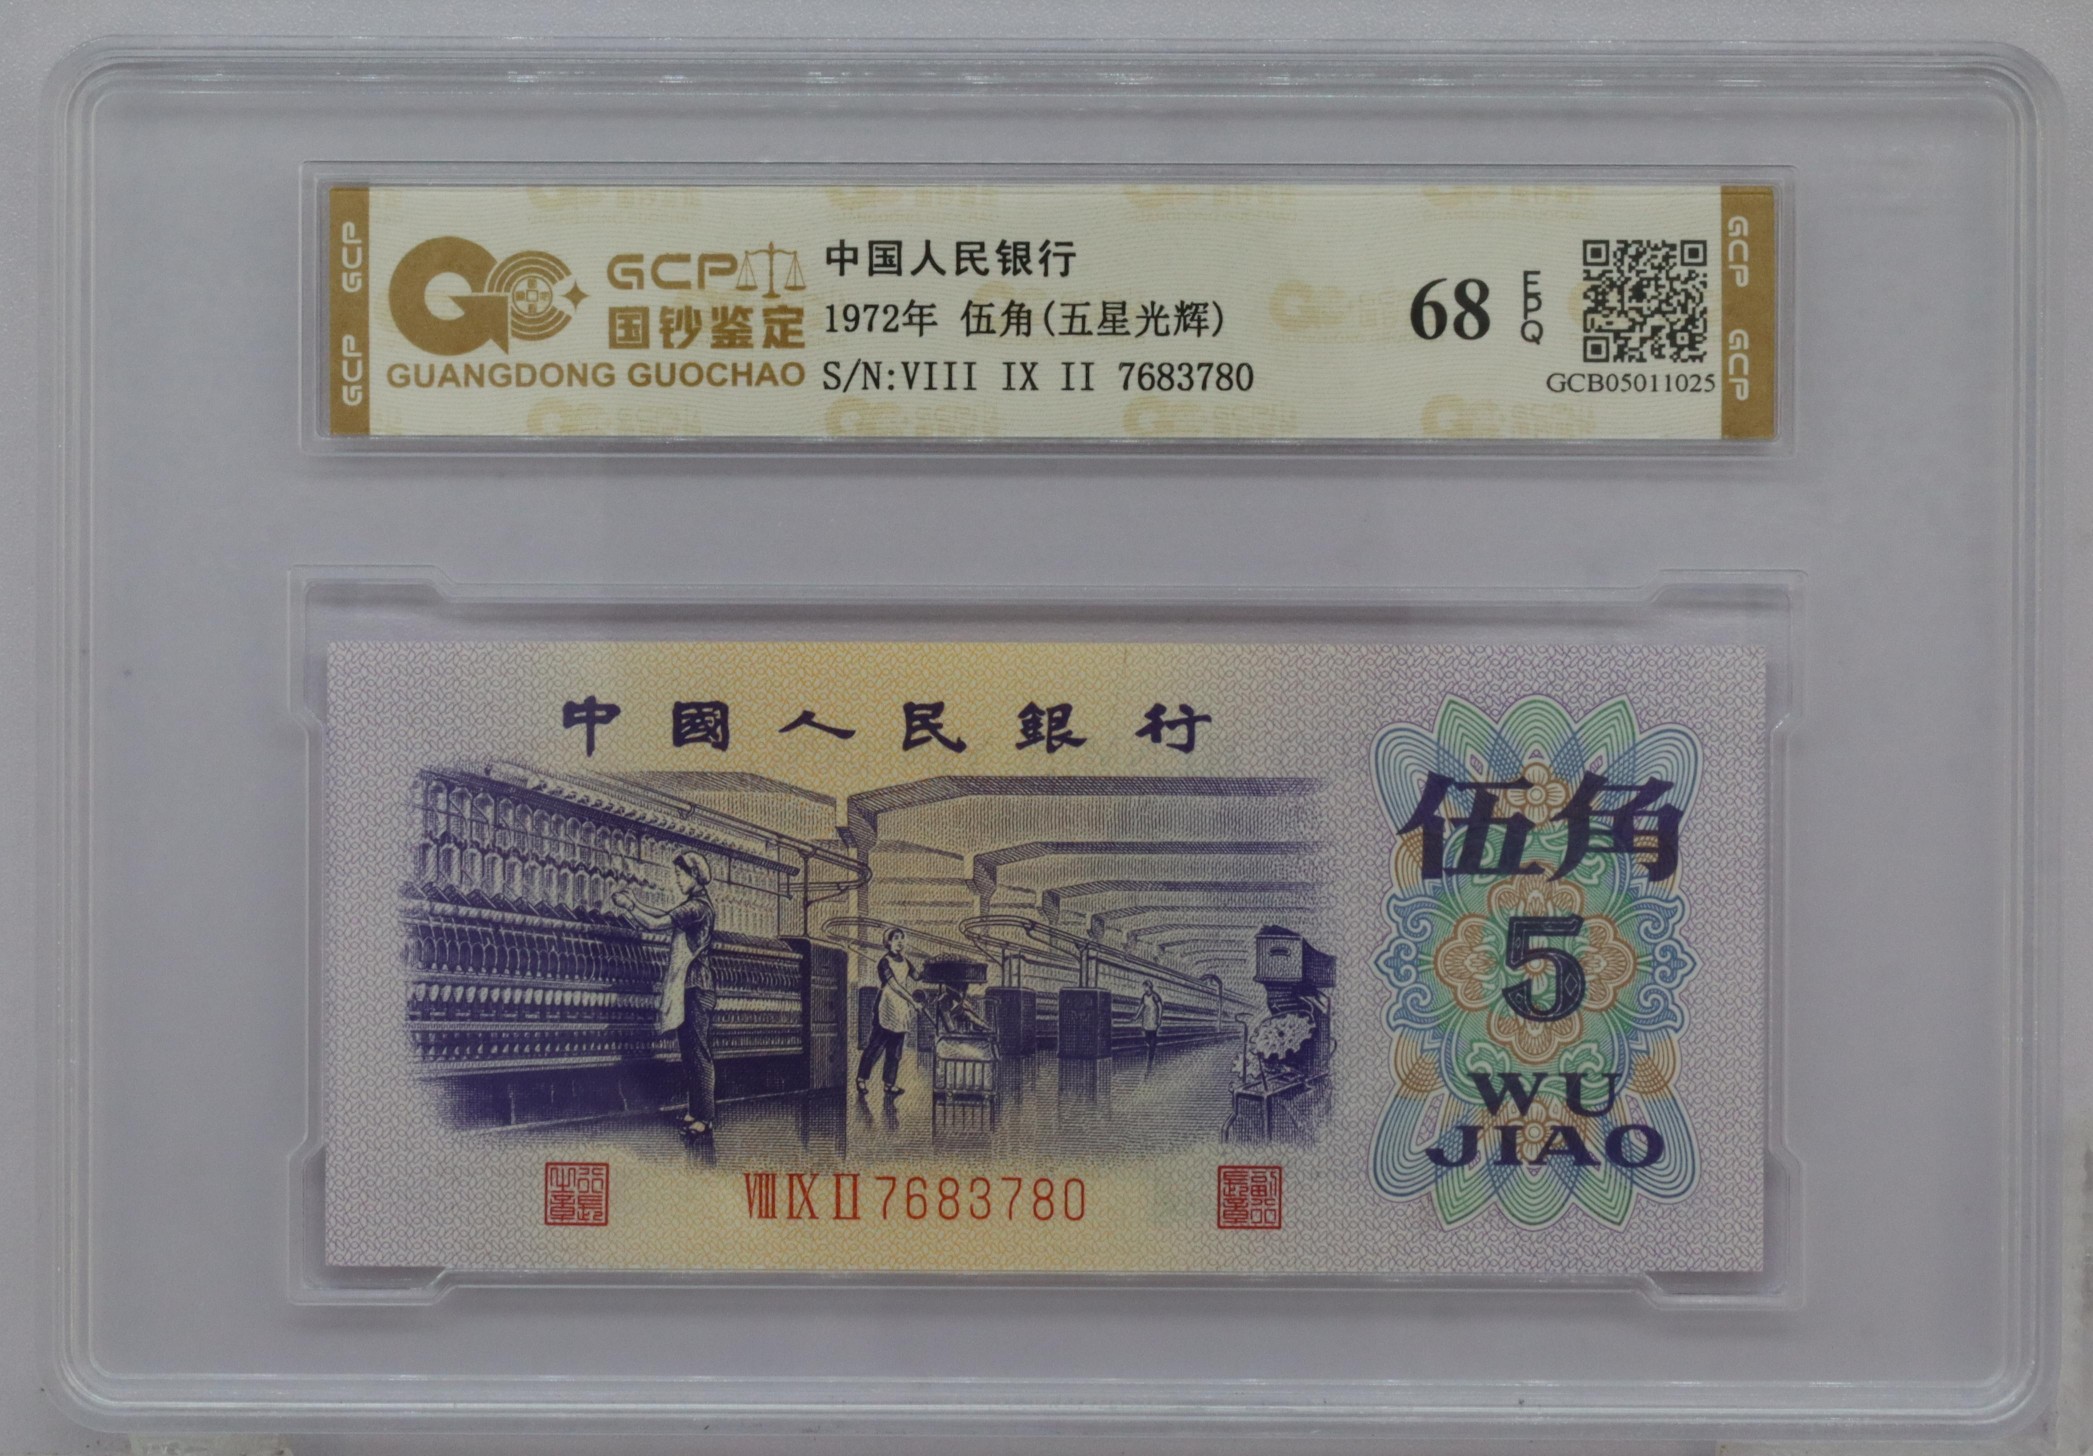 GCP GCP
GCP
国钞鉴定
GUANGDONG GUOCHAO
中国人民银行
1972年 伍角(五星光辉)
S/N:VIII IX II 7683780
68 EPQ
GCB05011025
GCP GCP
中國人民銀行
伍角
5
WU
JIAO
VIII IX II 7683780